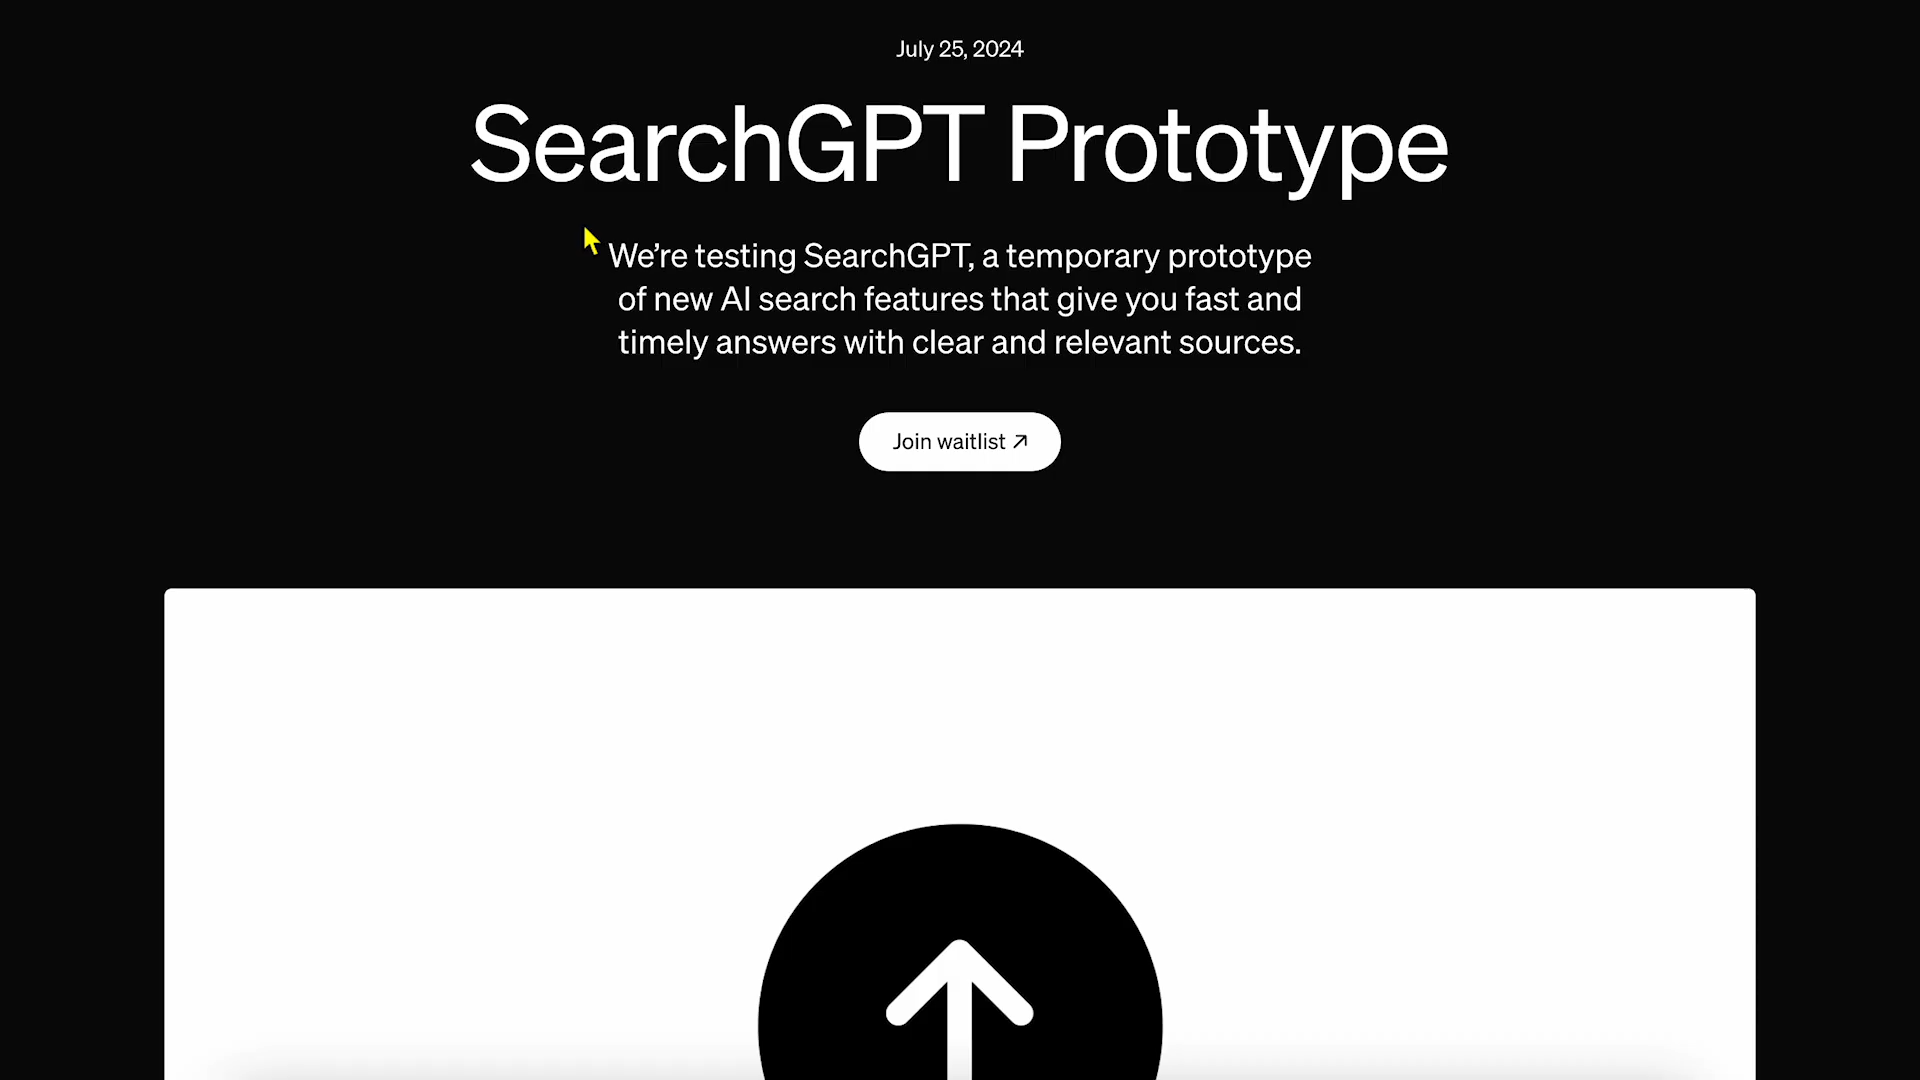 July 25, 2024
SearchGPT Prototype
We’re testing SearchGPT, a temporary prototype
of new AI search features that give you fast and
timely answers with clear and relevant sources.
Join waitlist ↗